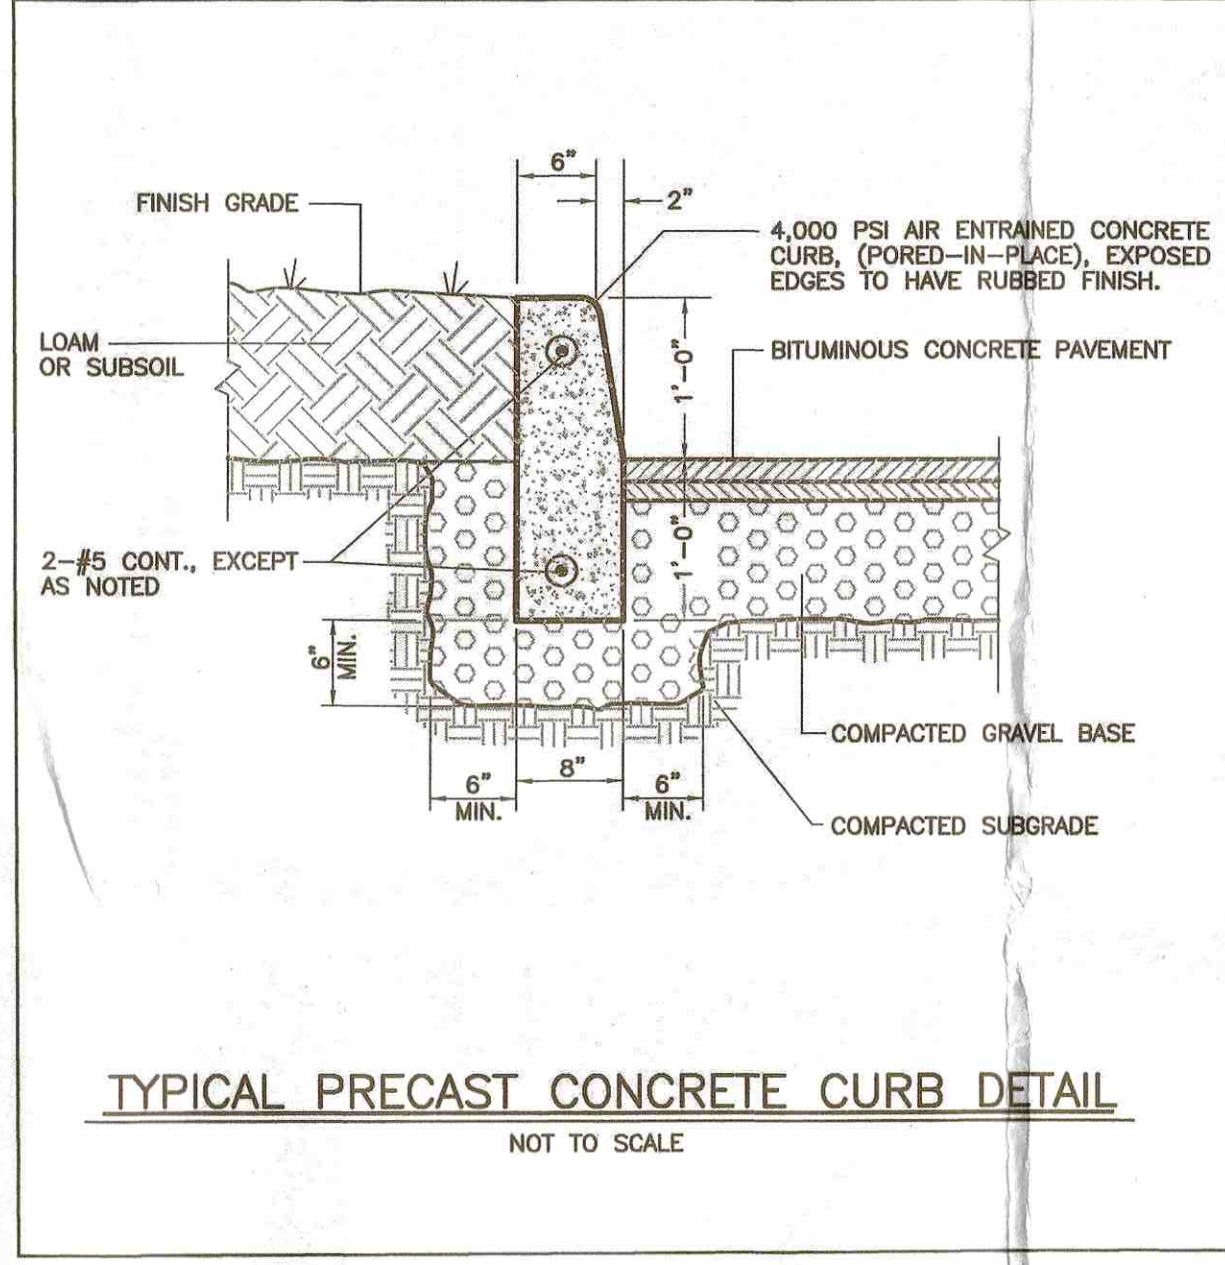 6"
2"
FINISH GRADE
4,000 PSI AIR ENTRAINED CONCRETE
CURB, (PORED-IN-PLACE), EXPOSED
EDGES TO HAVE RUBBED FINISH.
LOAM
OR SUBSOIL
1'-0"
BITUMINOUS CONCRETE PAVEMENT
2-#5 CONT., EXCEPT
AS NOTED
1'-0"
6"
MIN.
COMPACTED GRAVEL BASE
6"
MIN.
8"
6"
MIN.
COMPACTED SUBGRADE
TYPICAL PRECAST CONCRETE CURB DETAIL
NOT TO SCALE